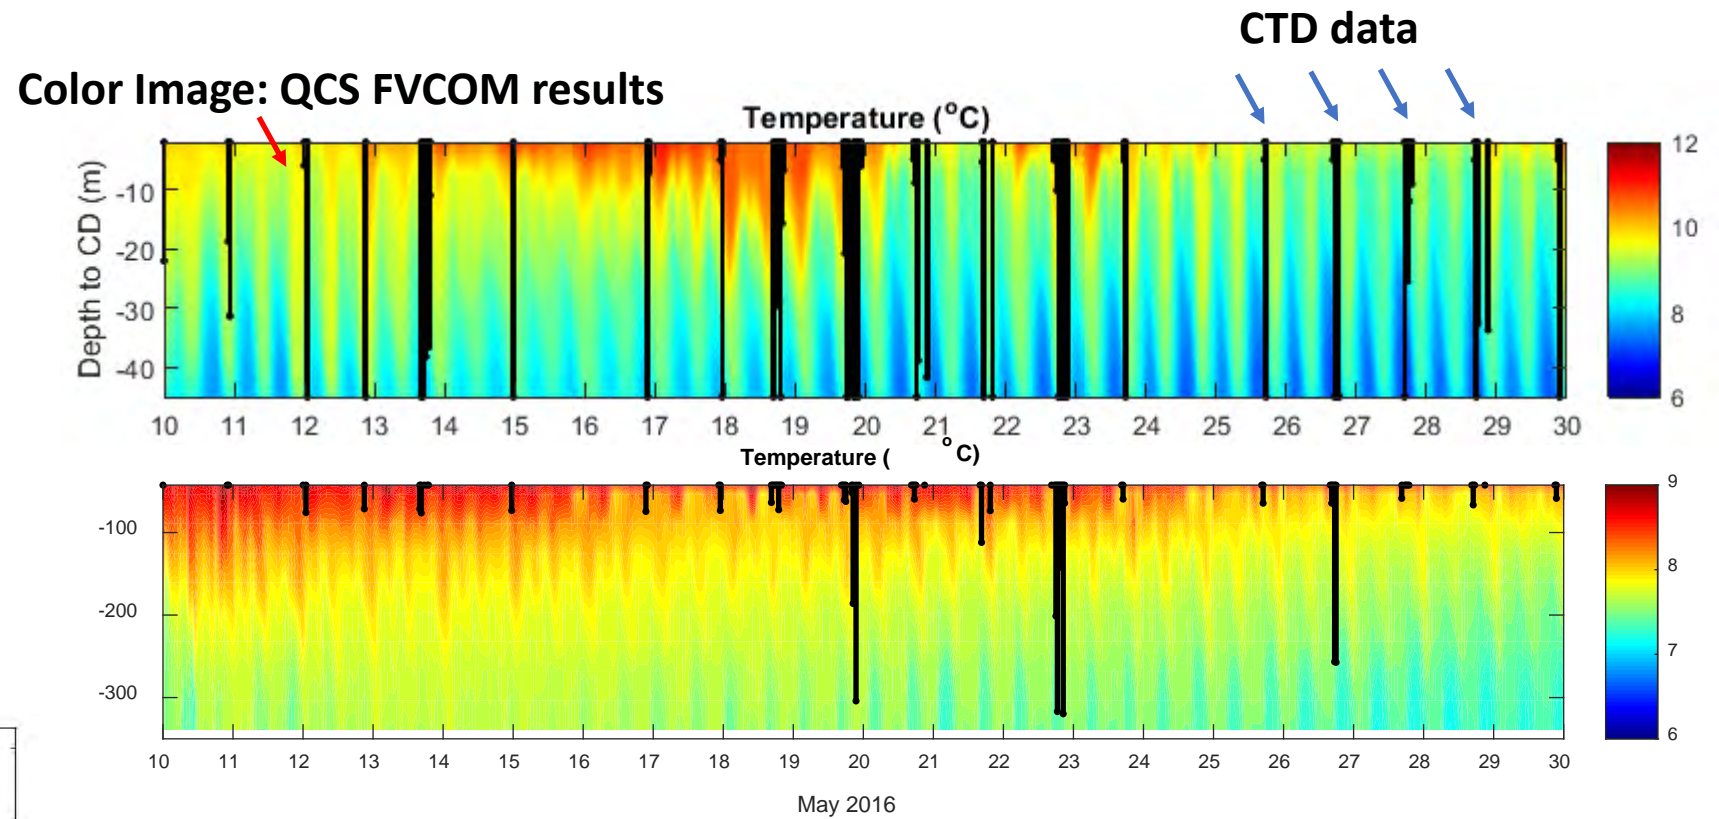 CTD data
Color Image: QCS FVCOM results
Temperature (°C)
Depth to CD (m)
-10
-20
-30
-40
10 11 12 13 14 15 16 17 18 19 20 21 22 23 24 25 26 27 28 29 30
12
10
8
6
Temperature ( °C)
-100
-200
-300
9
8
7
6
10 11 12 13 14 15 16 17 18 19 20 21 22 23 24 25 26 27 28 29 30
May 2016